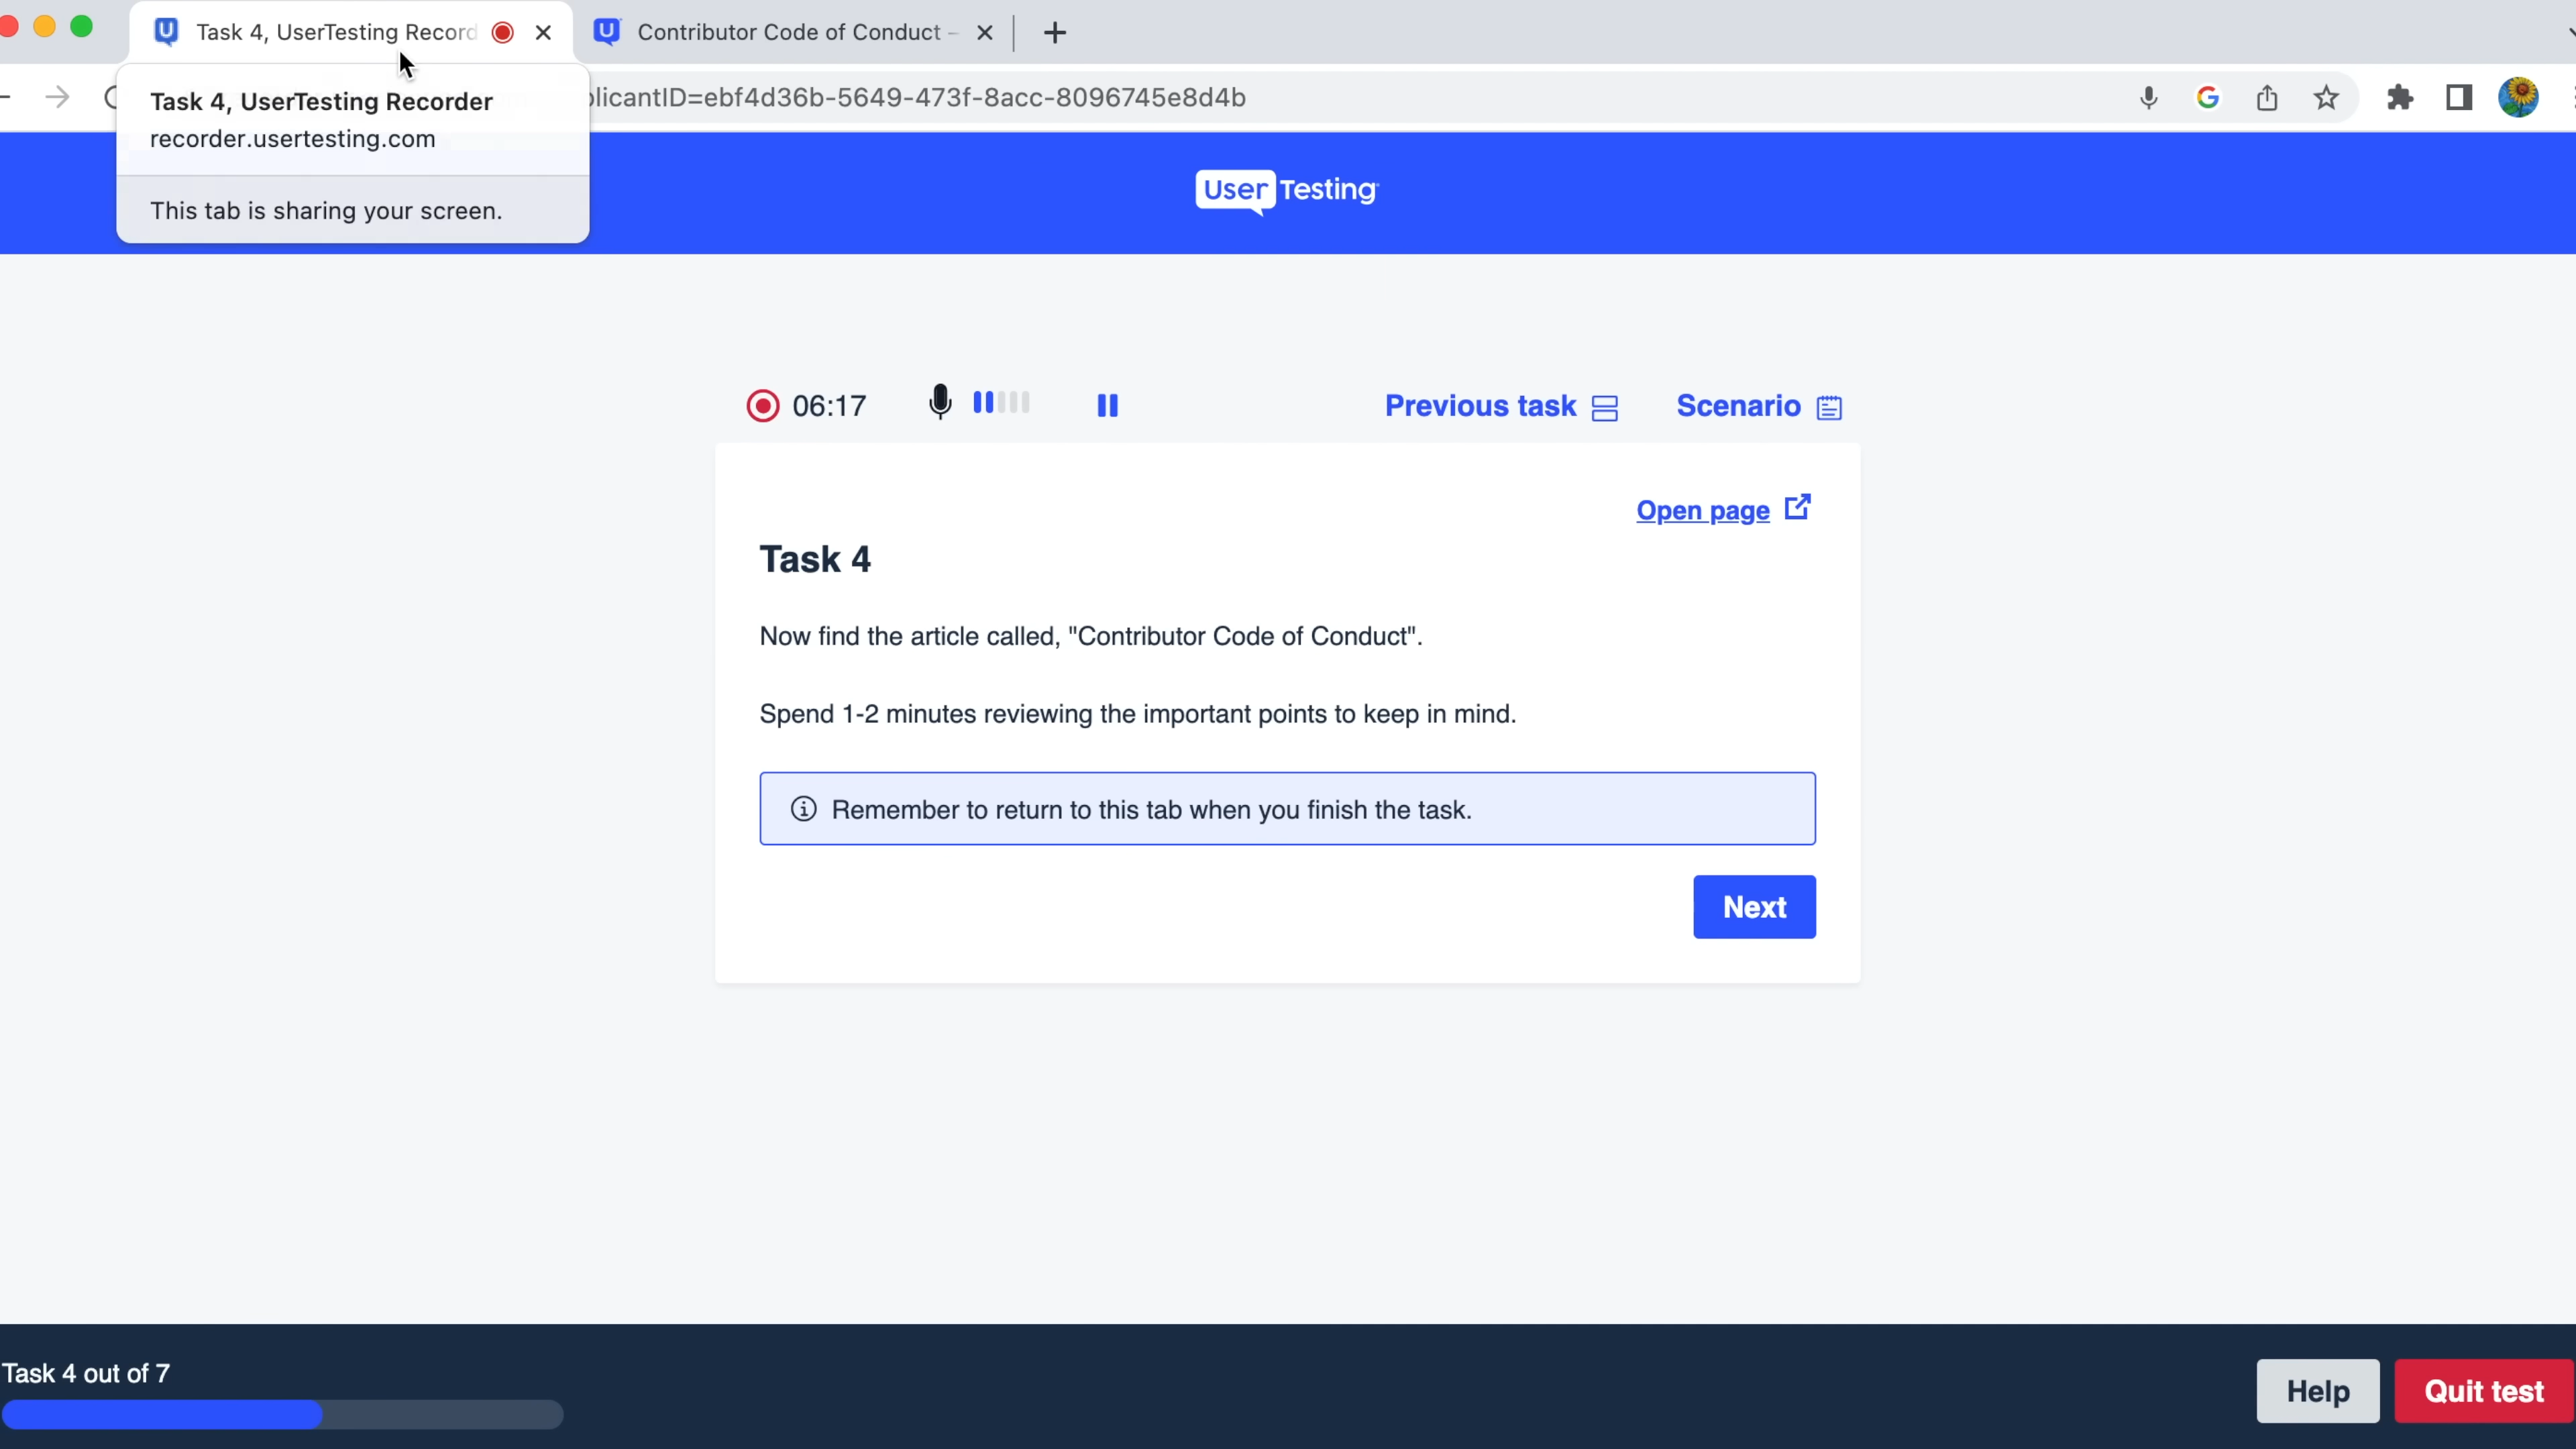 Task 4, UserTesting Record
Contributor Code of Conduct -
Task 4, UserTesting Recorder
recorder.usertesting.com
This tab is sharing your screen.
plicantID=ebf4d36b-5649-473f-8acc-8096745e8d4b
User Testing
06:17
Previous task
Scenario
Open page
Task 4
Now find the article called, "Contributor Code of Conduct".
Spend 1-2 minutes reviewing the important points to keep in mind.
Remember to return to this tab when you finish the task.
Next
Task 4 out of 7
Help
Quit test